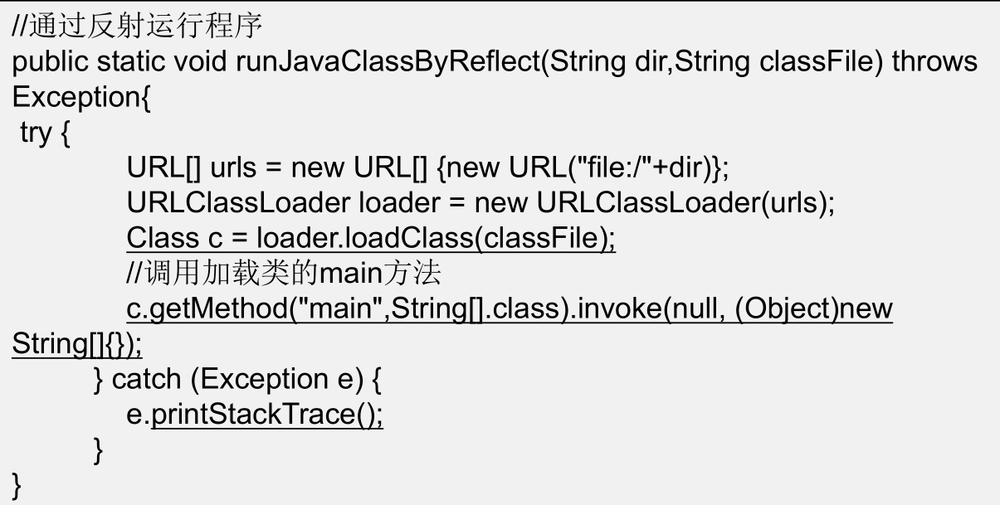 //通过反射运行程序
public static void runJavaClassByReflect(String dir,String classFile) throws
Exception{
try {
URL[] urls = new URL[] {new URL("file:/"+dir)};
URLClassLoader loader = new URLClassLoader(urls);
Class c = loader.loadClass(classFile);
//调用加载类的main方法
c.getMethod("main",String[].class).invoke(null, (Object)new
String[]{});
} catch (Exception e) {
e.printStackTrace();
}
}